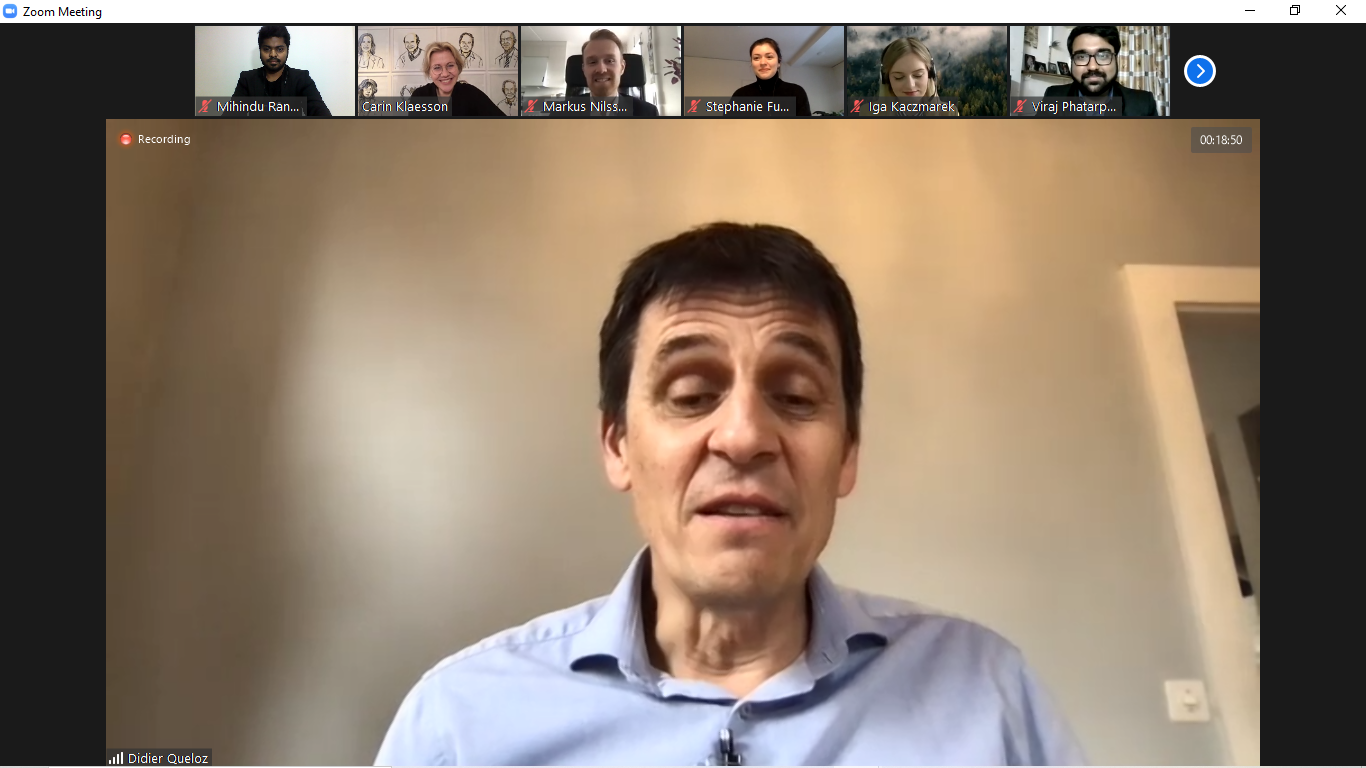 Zoom Meeting
Mihindu Ran...
Carin Klaesson
Markus Nilss...
Stephanie Fu...
Iga Kaczmarek
Viraj Phatarp...
Recording
00:18:50
Didier Queloz